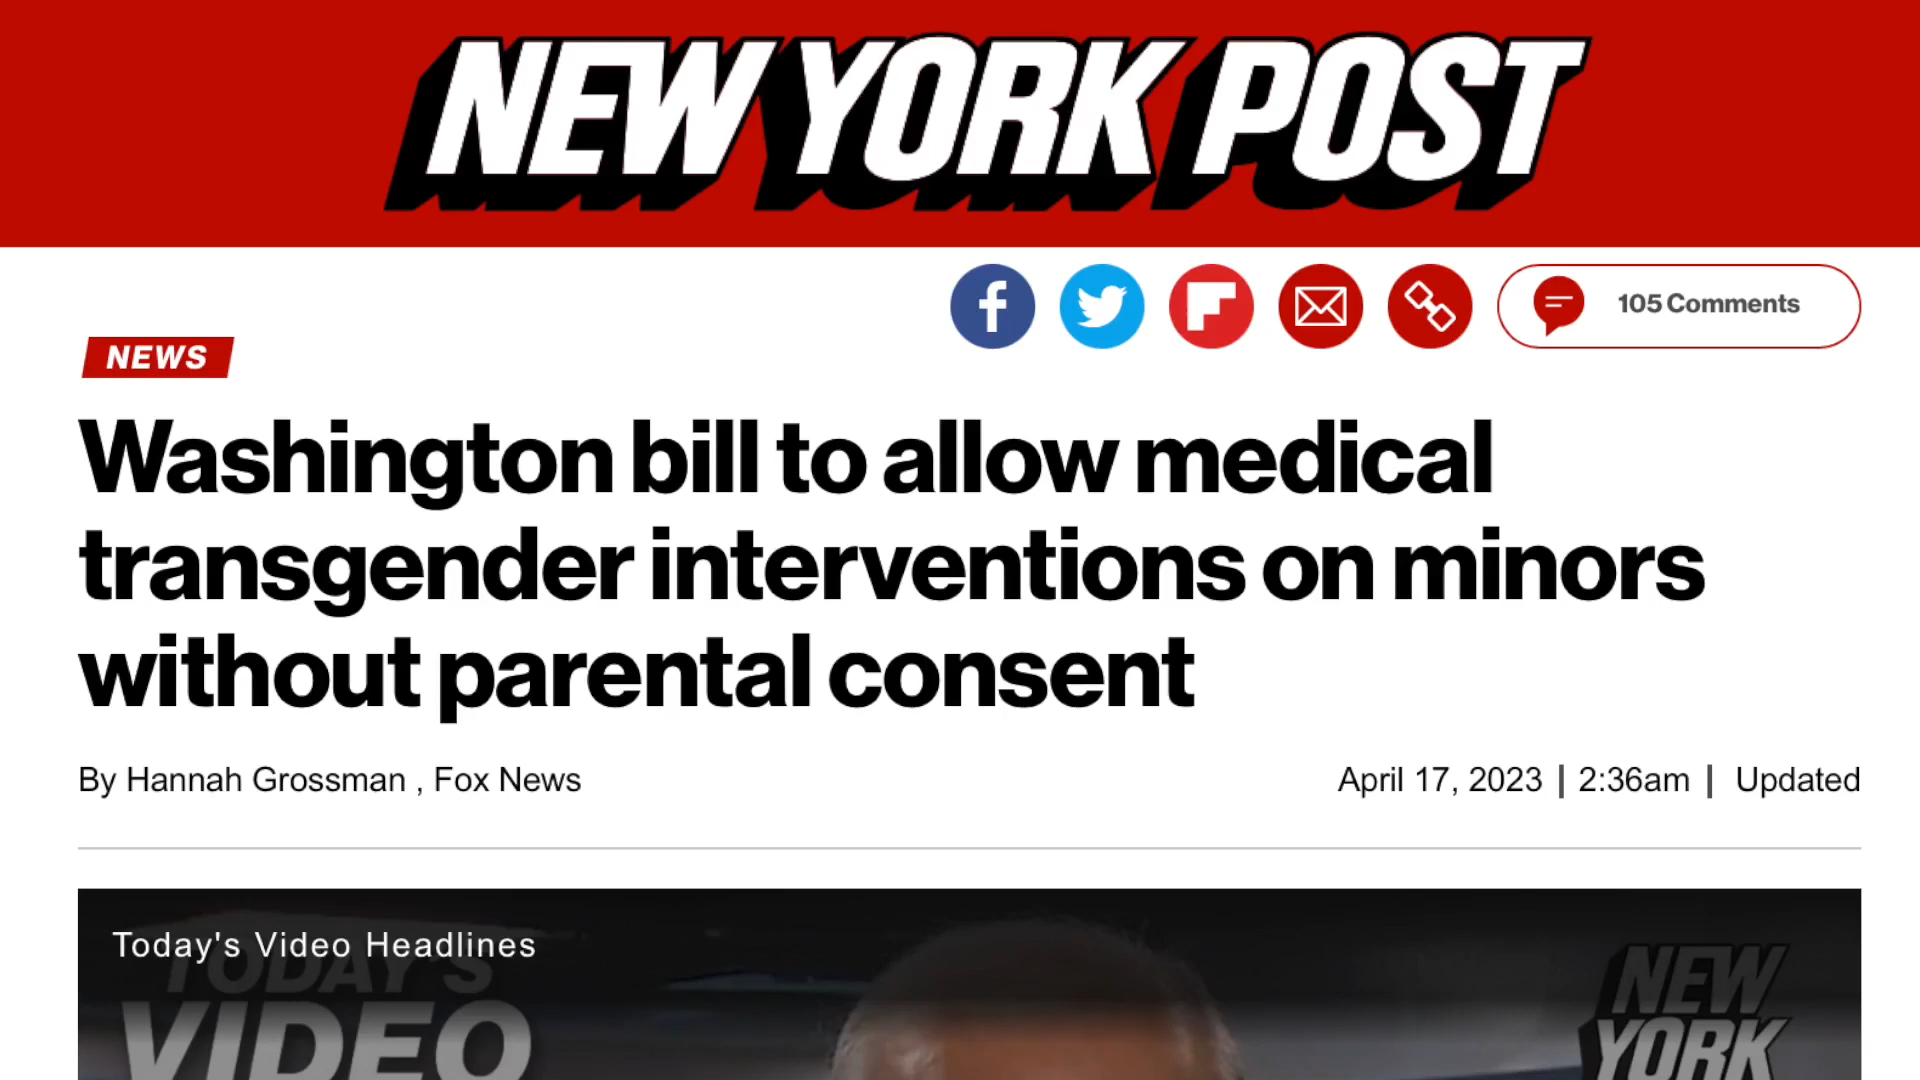 NEW YORK POST
105 Comments
NEWS
Washington bill to allow medical
transgender interventions on minors
without parental consent
By Hannah Grossman , Fox News
April 17, 2023 | 2:36am | Updated
Today's Video Headlines
TODAY'S
VIDEO
NEW
YORK